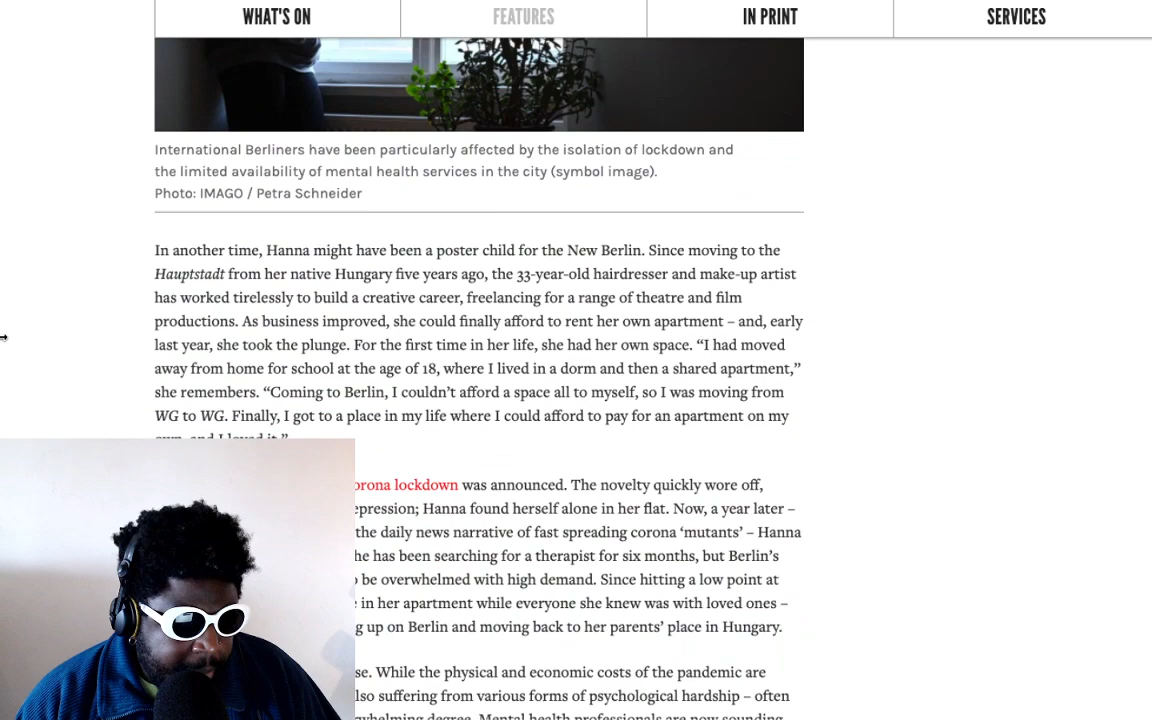 WHAT'S ON
FEATURES
IN PRINT
SERVICES
International Berliners have been particularly affected by the isolation of lockdown and
the limited availability of mental health services in the city (symbol image).
Photo: IMAGO / Petra Schneider
In another time, Hanna might have been a poster child for the New Berlin. Since moving to the
Hauptstadt from her native Hungary five years ago, the 33-year-old hairdresser and make-up artist
has worked tirelessly to build a creative career, freelancing for a range of theatre and film
productions. As business improved, she could finally afford to rent her own apartment – and, early
last year, she took the plunge. For the first time in her life, she had her own space. “I had moved
away from home for school at the age of 18, where I lived in a dorm and then a shared apartment,”
she remembers. “Coming to Berlin, I couldn’t afford a space all to myself, so I was moving from
WG to WG. Finally, I got to a place in my life where I could afford to pay for an apartment on my
own, and I loved it.”
orona lockdown was announced. The novelty quickly wore off,
epression; Hanna found herself alone in her flat. Now, a year later –
the daily news narrative of fast spreading corona ‘mutants’ – Hanna
he has been searching for a therapist for six months, but Berlin’s
be overwhelmed with high demand. Since hitting a low point at
in her apartment while everyone she knew was with loved ones –
g up on Berlin and moving back to her parents’ place in Hungary.
se. While the physical and economic costs of the pandemic are
lso suffering from various forms of psychological hardship – often
whelming degree. Mental health professionals are now sounding